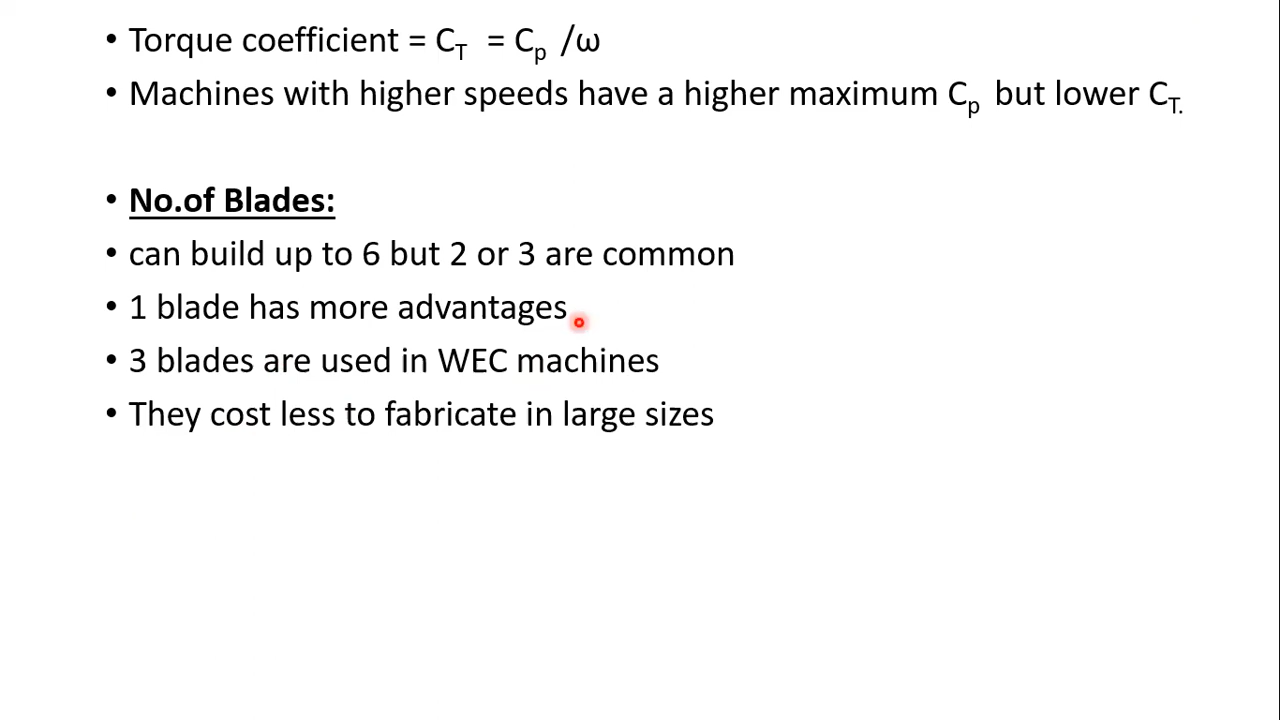 • Torque coefficient = C_T = C_p /ω
• Machines with higher speeds have a higher maximum C_p but lower C_T.
• No.of Blades:
• can build up to 6 but 2 or 3 are common
• 1 blade has more advantages
• 3 blades are used in WEC machines
• They cost less to fabricate in large sizes